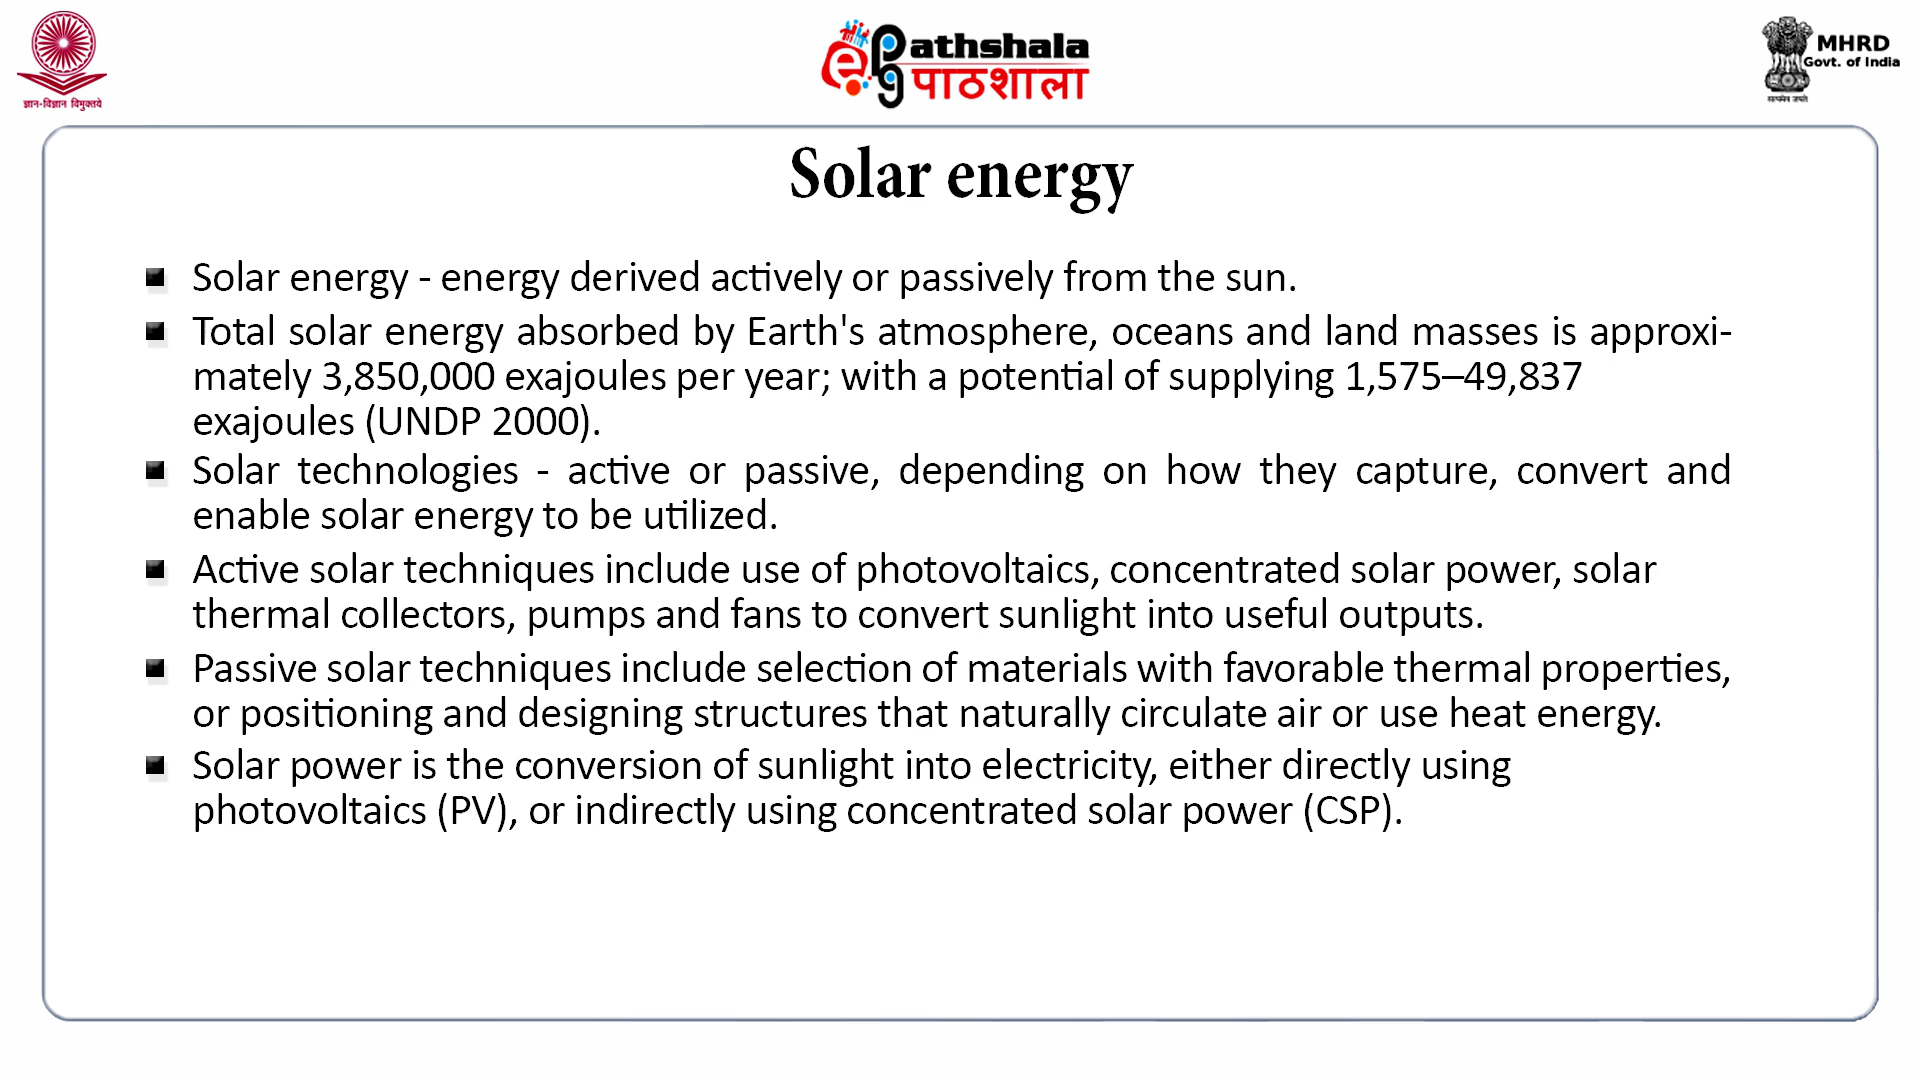 ज्ञान-विज्ञान विमुक्तये
ePGpathshala
पाठशाला
MHRD
Govt. of India
सत्यमेव जयते
Solar energy
Solar energy - energy derived actively or passively from the sun.
Total solar energy absorbed by Earth's atmosphere, oceans and land masses is approxi-
mately 3,850,000 exajoules per year; with a potential of supplying 1,575–49,837
exajoules (UNDP 2000).
Solar technologies - active or passive, depending on how they capture, convert and
enable solar energy to be utilized.
Active solar techniques include use of photovoltaics, concentrated solar power, solar
thermal collectors, pumps and fans to convert sunlight into useful outputs.
Passive solar techniques include selection of materials with favorable thermal properties,
or positioning and designing structures that naturally circulate air or use heat energy.
Solar power is the conversion of sunlight into electricity, either directly using
photovoltaics (PV), or indirectly using concentrated solar power (CSP).